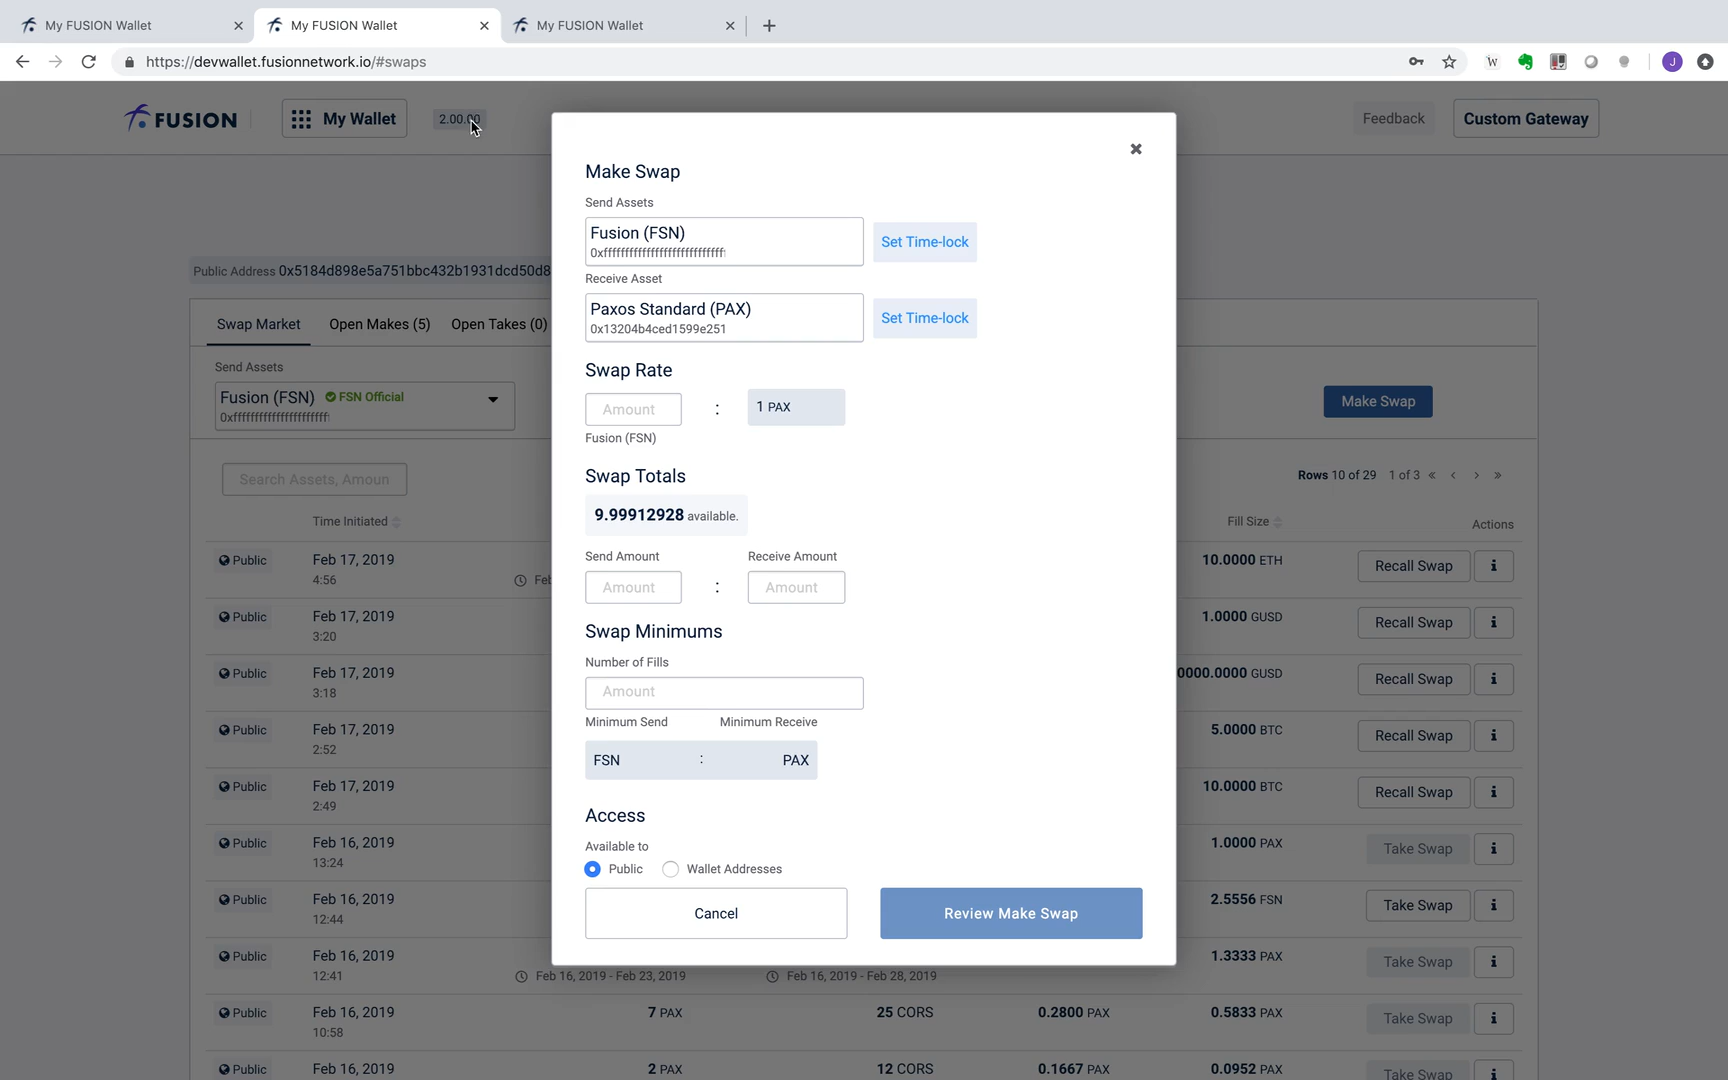 My FUSION Wallet
My FUSION Wallet
My FUSION Wallet
https://devwallet.fusionnetwork.io/#swaps
W
J
FUSION
My Wallet
2.00.00
Feedback
Custom Gateway
Public Address 0x5184d898e5a751bbc432b1931dcd50d8
Swap Market
Open Makes (5)
Open Takes (0)
Send Assets
Fusion (FSN) FSN Official
Make Swap
Search Assets, Amoun
Rows 10 of 29 1 of 3 « < > »
Time Initiated
Fill Size
Actions
Public Feb 17, 2019 10.0000 ETH Recall Swap i
4:56 Feb
Public Feb 17, 2019 1.0000 GUSD Recall Swap i
3:20
Public Feb 17, 2019 0000.0000 GUSD Recall Swap i
3:18
Public Feb 17, 2019 5.0000 BTC Recall Swap i
2:52
Public Feb 17, 2019 10.0000 BTC Recall Swap i
2:49
Public Feb 16, 2019 1.0000 PAX Take Swap i
13:24
Public Feb 16, 2019 2.5556 FSN Take Swap i
12:44
Public Feb 16, 2019 1.3333 PAX Take Swap i
12:41 Feb 16, 2019 - Feb 23, 2019 Feb 16, 2019 - Feb 28, 2019
Public Feb 16, 2019 7 PAX 25 CORS 0.2800 PAX 0.5833 PAX Take Swap i
10:58
Public Feb 16, 2019 2 PAX 12 CORS 0.1667 PAX 0.0952 PAX Take Swap i
Make Swap
Send Assets
Fusion (FSN)
Set Time-lock
Receive Asset
Paxos Standard (PAX)
0x13204b4ced1599e251
Set Time-lock
Swap Rate
Amount : 1 PAX
Fusion (FSN)
Swap Totals
9.99912928 available.
Send Amount Receive Amount
Amount : Amount
Swap Minimums
Number of Fills
Amount
Minimum Send Minimum Receive
FSN : PAX
Access
Available to
Public Wallet Addresses
Cancel
Review Make Swap